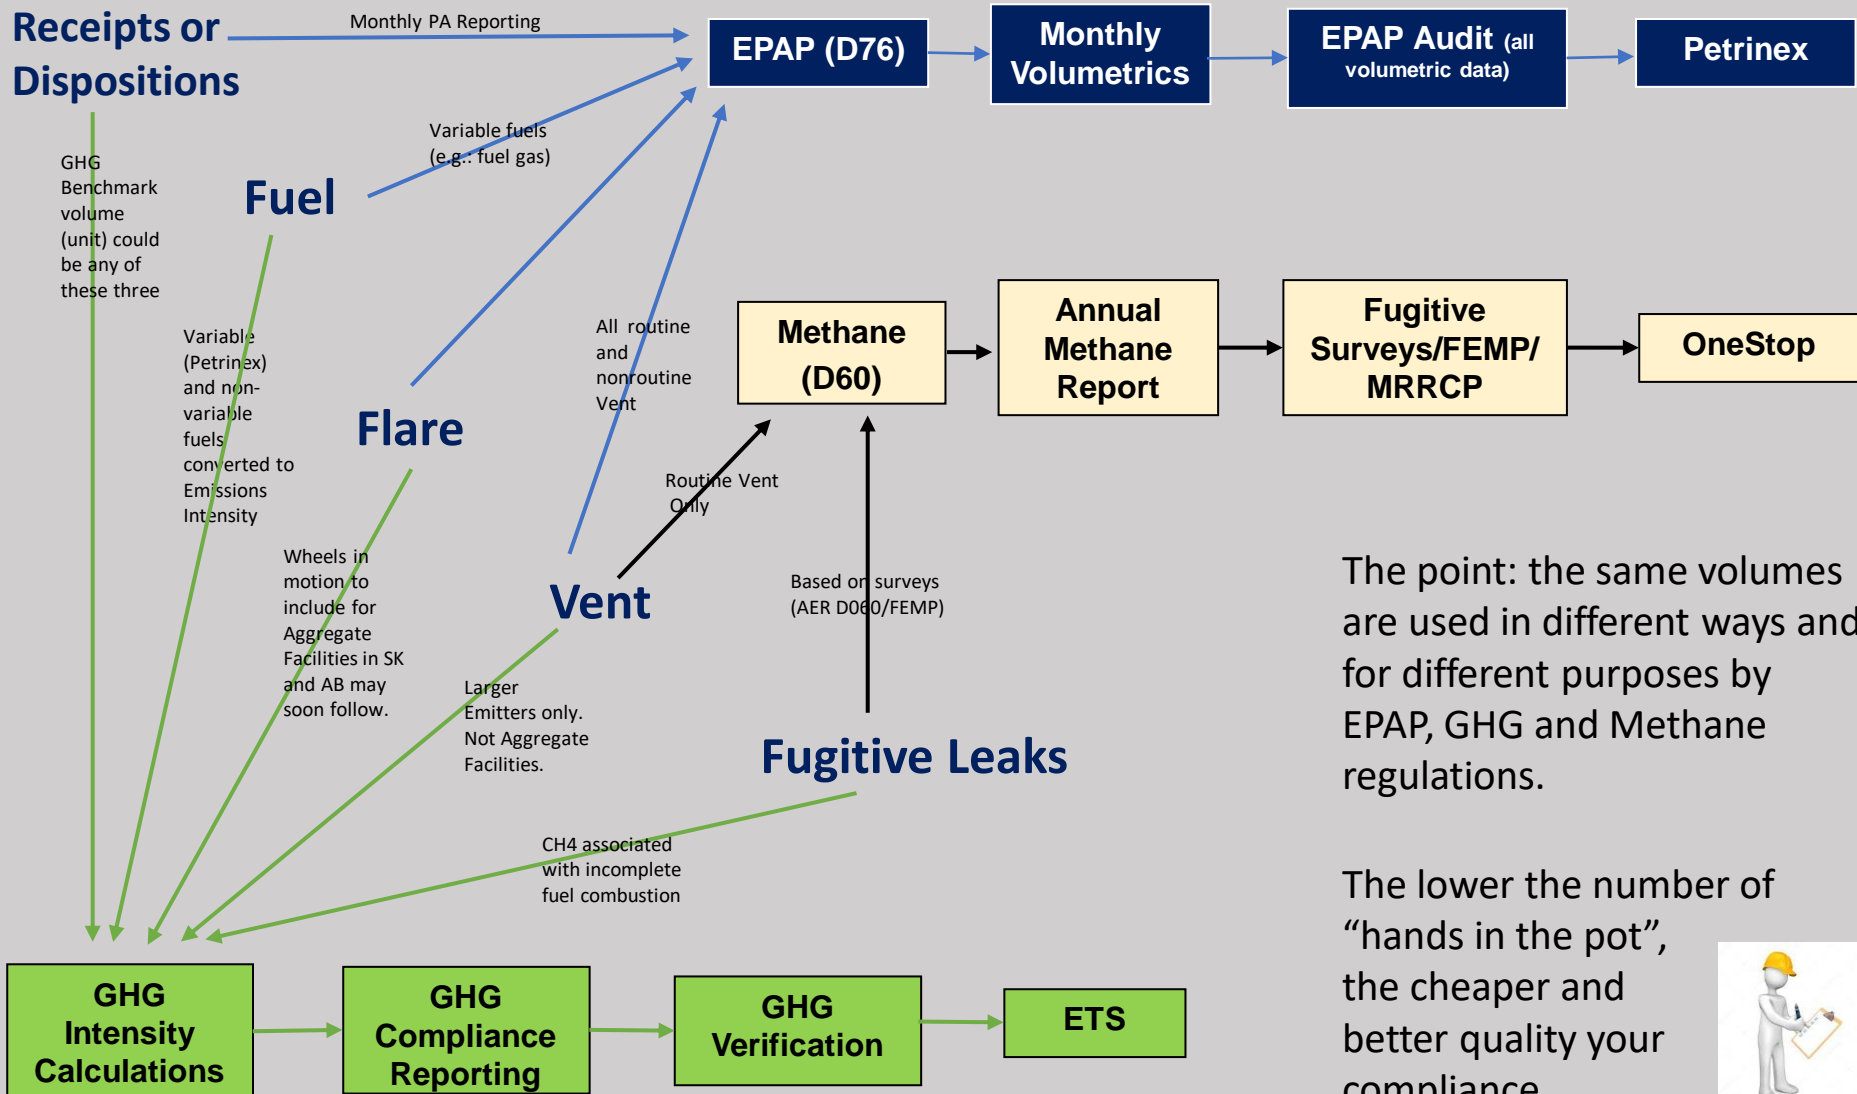 Receipts or
Dispositions
Monthly PA Reporting
EPAP (D76)
Monthly
Volumetrics
EPAP Audit (all
volumetric data)
Petrinex
GHG
Benchmark
volume
(unit) could
be any of
these three
Fuel
Variable fuels
(e.g.: fuel gas)
Variable
(Petrinex)
and non-
variable
fuels
converted to
Emissions
Intensity
Flare
All routine
and
nonroutine
Vent
Methane
(D60)
Annual
Methane
Report
Fugitive
Surveys/FEMP/
MRRCP
OneStop
Routine Vent
Only
Wheels in
motion to
include for
Aggregate
Facilities in SK
and AB may
soon follow.
Vent
Based on surveys
(AER D060/FEMP)
Larger
Emitters only.
Not Aggregate
Facilities.
Fugitive Leaks
CH4 associated
with incomplete
fuel combustion
The point: the same volumes
are used in different ways and
for different purposes by
EPAP, GHG and Methane
regulations.
The lower the number of
“hands in the pot”,
the cheaper and
better quality your
compliance
GHG
Intensity
Calculations
GHG
Compliance
Reporting
GHG
Verification
ETS